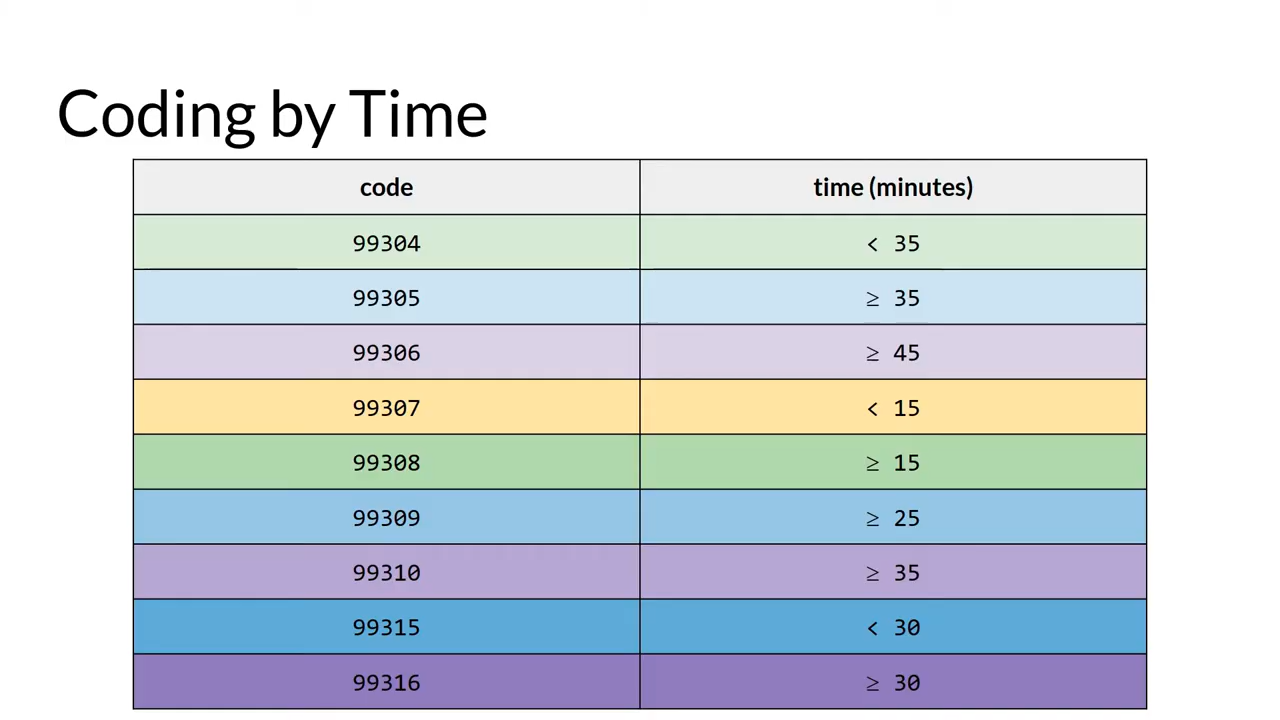 Coding by Time
code time (minutes)
99304 < 35
99305 ≥ 35
99306 ≥ 45
99307 < 15
99308 ≥ 15
99309 ≥ 25
99310 ≥ 35
99315 < 30
99316 ≥ 30